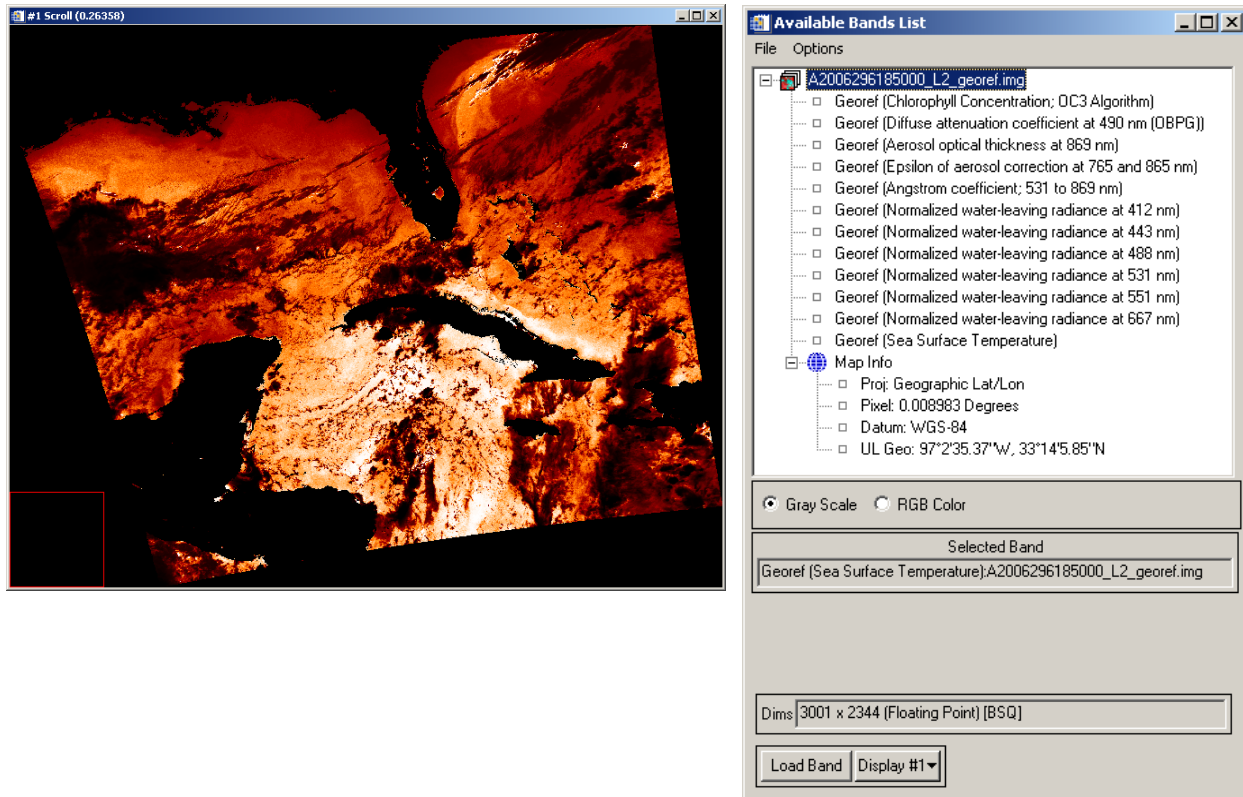 #1 Scroll (0.26358)
Available Bands List
File Options
A2006296185000_L2_georef.img
Georef (Chlorophyll Concentration; OC3 Algorithm)
Georef (Diffuse attenuation coefficient at 490 nm (OBPG))
Georef (Aerosol optical thickness at 869 nm)
Georef (Epsilon of aerosol correction at 765 and 865 nm)
Georef (Angstrom coefficient; 531 to 869 nm)
Georef (Normalized water-leaving radiance at 412 nm)
Georef (Normalized water-leaving radiance at 443 nm)
Georef (Normalized water-leaving radiance at 488 nm)
Georef (Normalized water-leaving radiance at 531 nm)
Georef (Normalized water-leaving radiance at 551 nm)
Georef (Normalized water-leaving radiance at 667 nm)
Georef (Sea Surface Temperature)
Map Info
Proj: Geographic Lat/Lon
Pixel: 0.008983 Degrees
Datum: WGS-84
UL Geo: 97°2'35.37"W, 33°14'5.85"N
Gray Scale RGB Color
Selected Band
Georef (Sea Surface Temperature):A2006296185000_L2_georef.img
Dims 3001 x 2344 (Floating Point) [BSQ]
Load Band Display #1